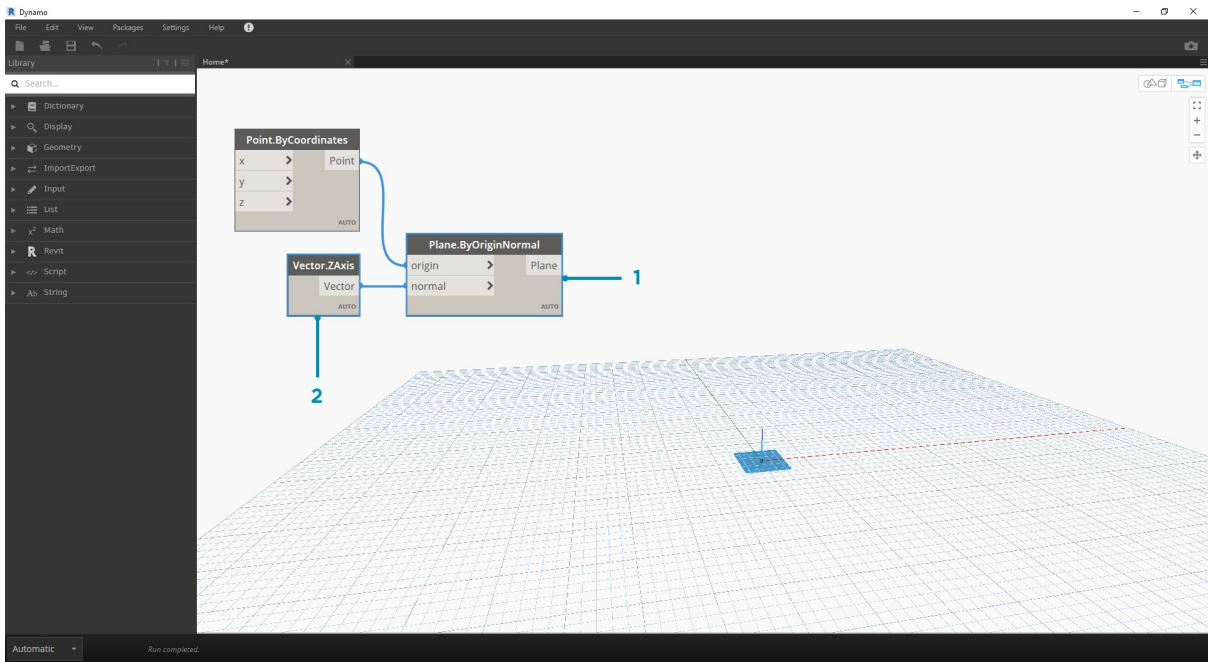 R Dynamo
File Edit View Packages Settings Help !
Library
Home*
Search...
Dictionary
Display
Geometry
ImportExport
Input
List
x² Math
R Revit
</> Script
Ab String
Point.ByCoordinates
x > Point
y >
z >
AUTO
Vector.ZAxis
Vector
AUTO
Plane.ByOriginNormal
origin > Plane
normal >
AUTO
1
2
Automatic
Run completed.